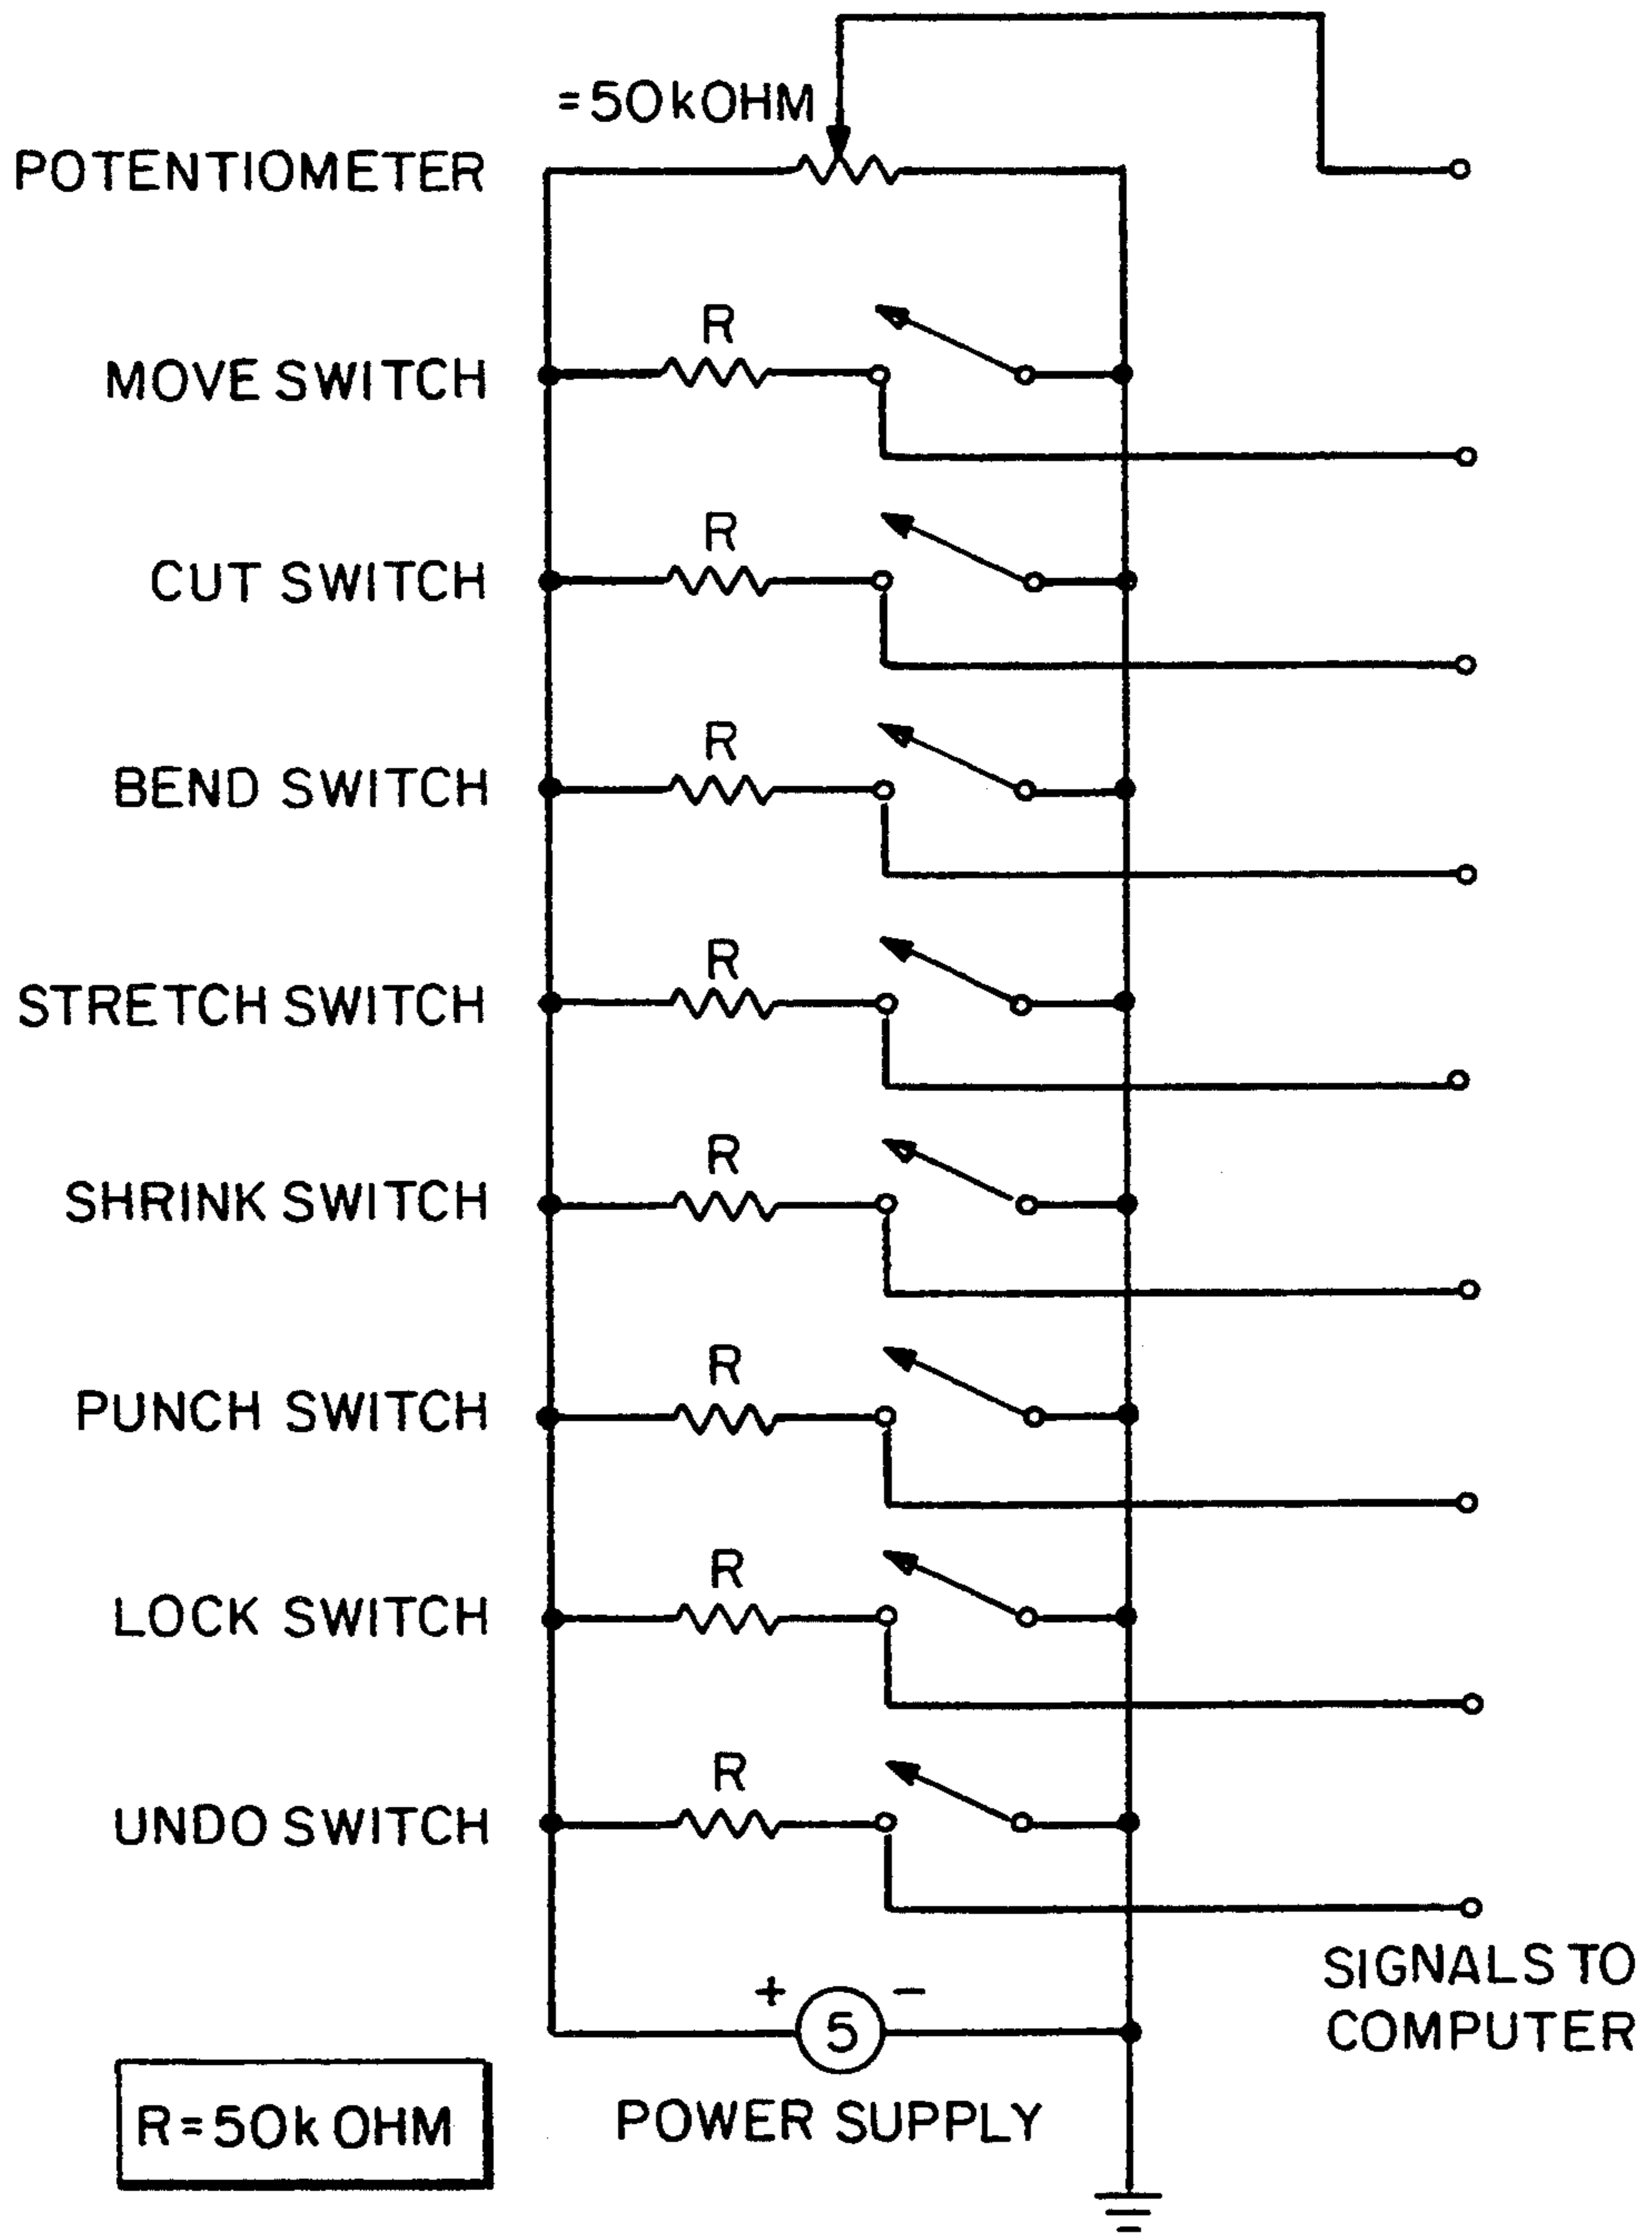 =50kOHM
POTENTIOMETER
R
MOVE SWITCH
R
CUT SWITCH
R
BEND SWITCH
R
STRETCH SWITCH
R
SHRINK SWITCH
R
PUNCH SWITCH
R
LOCK SWITCH
R
UNDO SWITCH
SIGNALS TO
COMPUTER
+ −
5
POWER SUPPLY
R=50k OHM